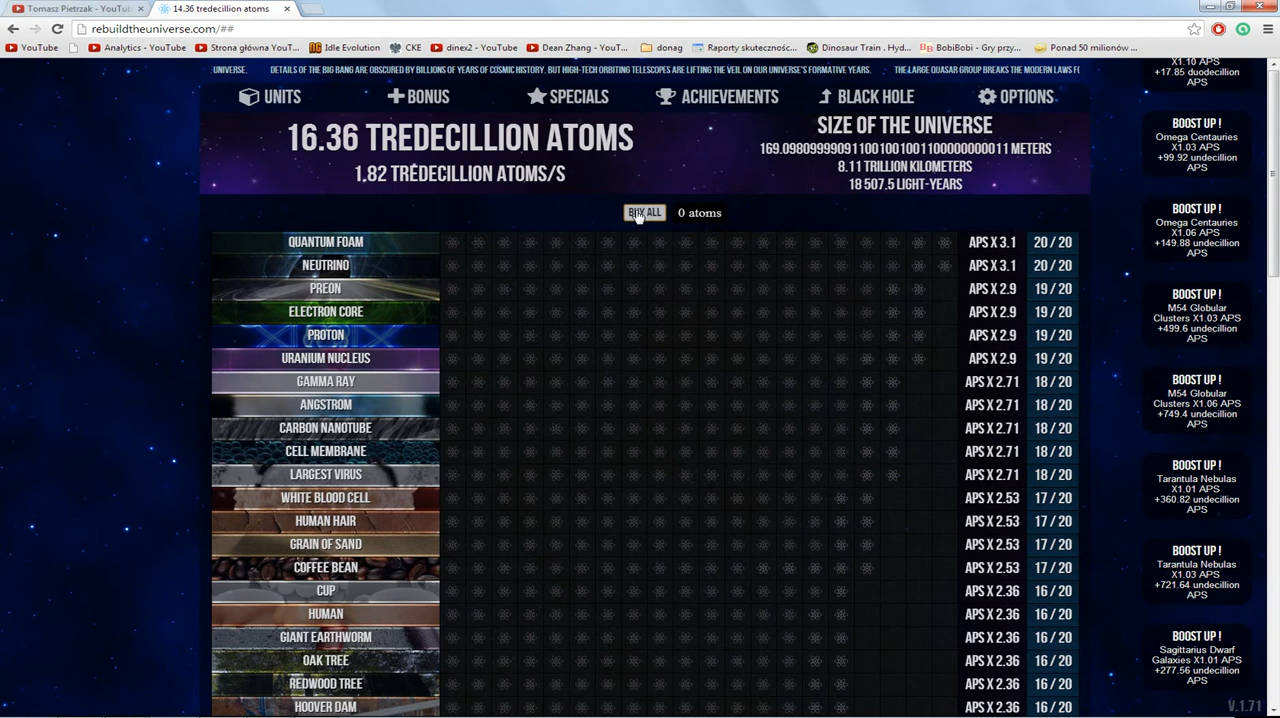 Tomasz Pietrzak - YouTub
14.36 tredecillion atoms
rebuildtheuniverse.com/##
YouTube
Analytics - YouTube
Strona główna YouT...
Idle Evolution
CKE
dinex2 - YouTube
Dean Zhang - YouT...
donag
Raporty skutecznośc...
Dinosaur Train . Hyd...
BobiBobi - Gry przy...
Ponad 50 milionów ...
UNIVERSE. DETAILS OF THE BIG BANG ARE OBSCURED BY BILLIONS OF YEARS OF COSMIC HISTORY. BUT HIGH-TECH ORBITING TELESCOPES ARE LIFTING THE VEIL ON OUR UNIVERSE'S FORMATIVE YEARS. THE LARGE QUASAR GROUP BREAKS THE MODERN LAWS
UNITS
BONUS
SPECIALS
ACHIEVEMENTS
BLACK HOLE
OPTIONS
16.36 TREDECILLION ATOMS
1,82 TREDECILLION ATOMS/S
SIZE OF THE UNIVERSE
8.11 TRILLION KILOMETERS
18 507.5 LIGHT-YEARS
BUY ALL 0 atoms
QUANTUM FOAM APS X 3.1 20 / 20
NEUTRINO APS X 3.1 20 / 20
PREON APS X 2.9 19 / 20
ELECTRON CORE APS X 2.9 19 / 20
PROTON APS X 2.9 19 / 20
URANIUM NUCLEUS APS X 2.9 19 / 20
GAMMA RAY APS X 2.71 18 / 20
ANGSTROM APS X 2.71 18 / 20
CARBON NANOTUBE APS X 2.71 18 / 20
CELL MEMBRANE APS X 2.71 18 / 20
LARGEST VIRUS APS X 2.71 18 / 20
WHITE BLOOD CELL APS X 2.53 17 / 20
HUMAN HAIR APS X 2.53 17 / 20
GRAIN OF SAND APS X 2.53 17 / 20
COFFEE BEAN APS X 2.53 17 / 20
CUP APS X 2.36 16 / 20
HUMAN APS X 2.36 16 / 20
GIANT EARTHWORM APS X 2.36 16 / 20
OAK TREE APS X 2.36 16 / 20
REDWOOD TREE APS X 2.36 16 / 20
HOOVER DAM APS X 2.36 16 / 20
X1.10 APS
+17.85 duodecillion
APS
BOOST UP !
Omega Centauries
X1.03 APS
+99.92 undecillion
APS
BOOST UP !
Omega Centauries
X1.06 APS
+149.88 undecillion
APS
BOOST UP !
M54 Globular
Clusters X1.03 APS
+499.6 undecillion
APS
BOOST UP !
M54 Globular
Clusters X1.06 APS
+749.4 undecillion
APS
BOOST UP !
Tarantula Nebulas
X1.01 APS
+360.82 undecillion
APS
BOOST UP !
Tarantula Nebulas
X1.03 APS
+721.64 undecillion
APS
BOOST UP !
Sagittarius Dwarf
Galaxies X1.01 APS
+277.56 undecillion
APS
V.1.71